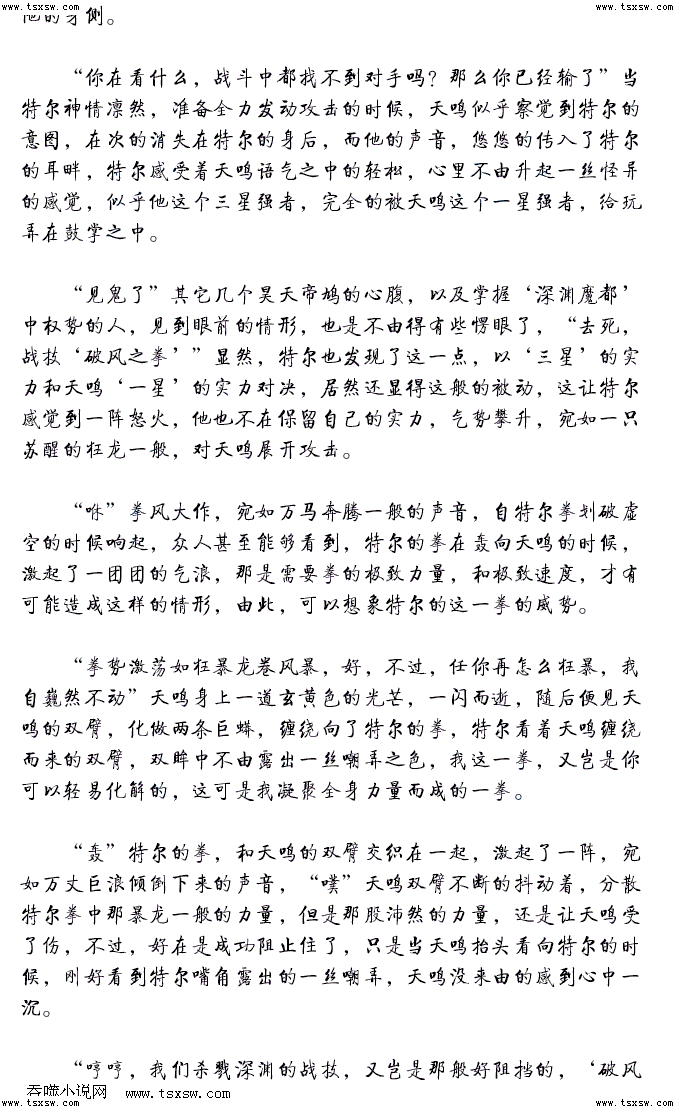 www.tsxsw.com www.tsxsw.com
他的身侧。
“你在看什么，战斗中都找不到对手吗？那么你已经输了”当
特尔神情凛然，准备全力发动攻击的时候，天鸣似乎察觉到特尔的
意图，在次的消失在特尔的身后，而他的声音，悠悠的传入了特尔
的耳畔，特尔感受着天鸣语气之中的轻松，心里不由升起一丝怪异
的感觉，似乎他这个三星强者，完全的被天鸣这个一星强者，给玩
弄在鼓掌之中。
“见鬼了”其它几个昊天帝鸠的心腹，以及掌握‘深渊魔都’
中权势的人，见到眼前的情形，也是不由得有些愣眼了，“去死，
战技‘破风之拳’”显然，特尔也发现了这一点，以‘三星’的实
力和天鸣‘一星’的实力对决，居然还显得这般的被动，这让特尔
感觉到一阵怒火，他也不在保留自己的实力，气势攀升，宛如一只
苏醒的狂龙一般，对天鸣展开攻击。
“咻”拳风大作，宛如万马奔腾一般的声音，自特尔拳划破虚
空的时候响起，众人甚至能够看到，特尔的拳在轰向天鸣的时候，
激起了一团团的气浪，那是需要拳的极致力量，和极致速度，才有
可能造成这样的情形，由此，可以想象特尔的这一拳的威势。
“拳势激荡如狂暴龙卷风暴，好，不过，任你再怎么狂暴，我
自巍然不动”天鸣身上一道玄黄色的光芒，一闪而逝，随后便见天
鸣的双臂，化做两条巨蟒，缠绕向了特尔的拳，特尔看着天鸣缠绕
而来的双臂，双眸中不由露出一丝嘲弄之色，我这一拳，又岂是你
可以轻易化解的，这可是我凝聚全身力量而成的一拳。
“轰”特尔的拳，和天鸣的双臂交织在一起，激起了一阵，宛
如万丈巨浪倾倒下来的声音，“噗”天鸣双臂不断的抖动着，分散
特尔拳中那暴龙一般的力量，但是那股沛然的力量，还是让天鸣受
了伤，不过，好在是成功阻止住了，只是当天鸣抬头看向特尔的时
候，刚好看到特尔嘴角露出的一丝嘲弄，天鸣没来由的感到心中一
沉。
“哼哼，我们杀戮深渊的战技，又岂是那般好阻挡的，‘破风
吞噬小说网 www.tsxsw.com
www.tsxsw.com www.tsxsw.com